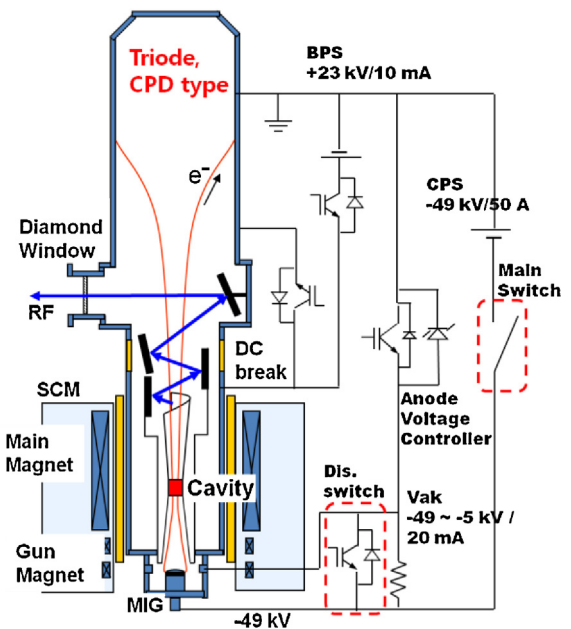 Triode,
CPD type
BPS
+23 kV/10 mA
e-
CPS
-49 kV/50 A
Diamond
Window
Main
Switch
RF
DC
break
SCM
Anode
Voltage
Controller
Main
Magnet
Dis.
switch
Cavity
Vak
-49 ~ -5 kV /
20 mA
Gun
Magnet
MIG
-49 kV